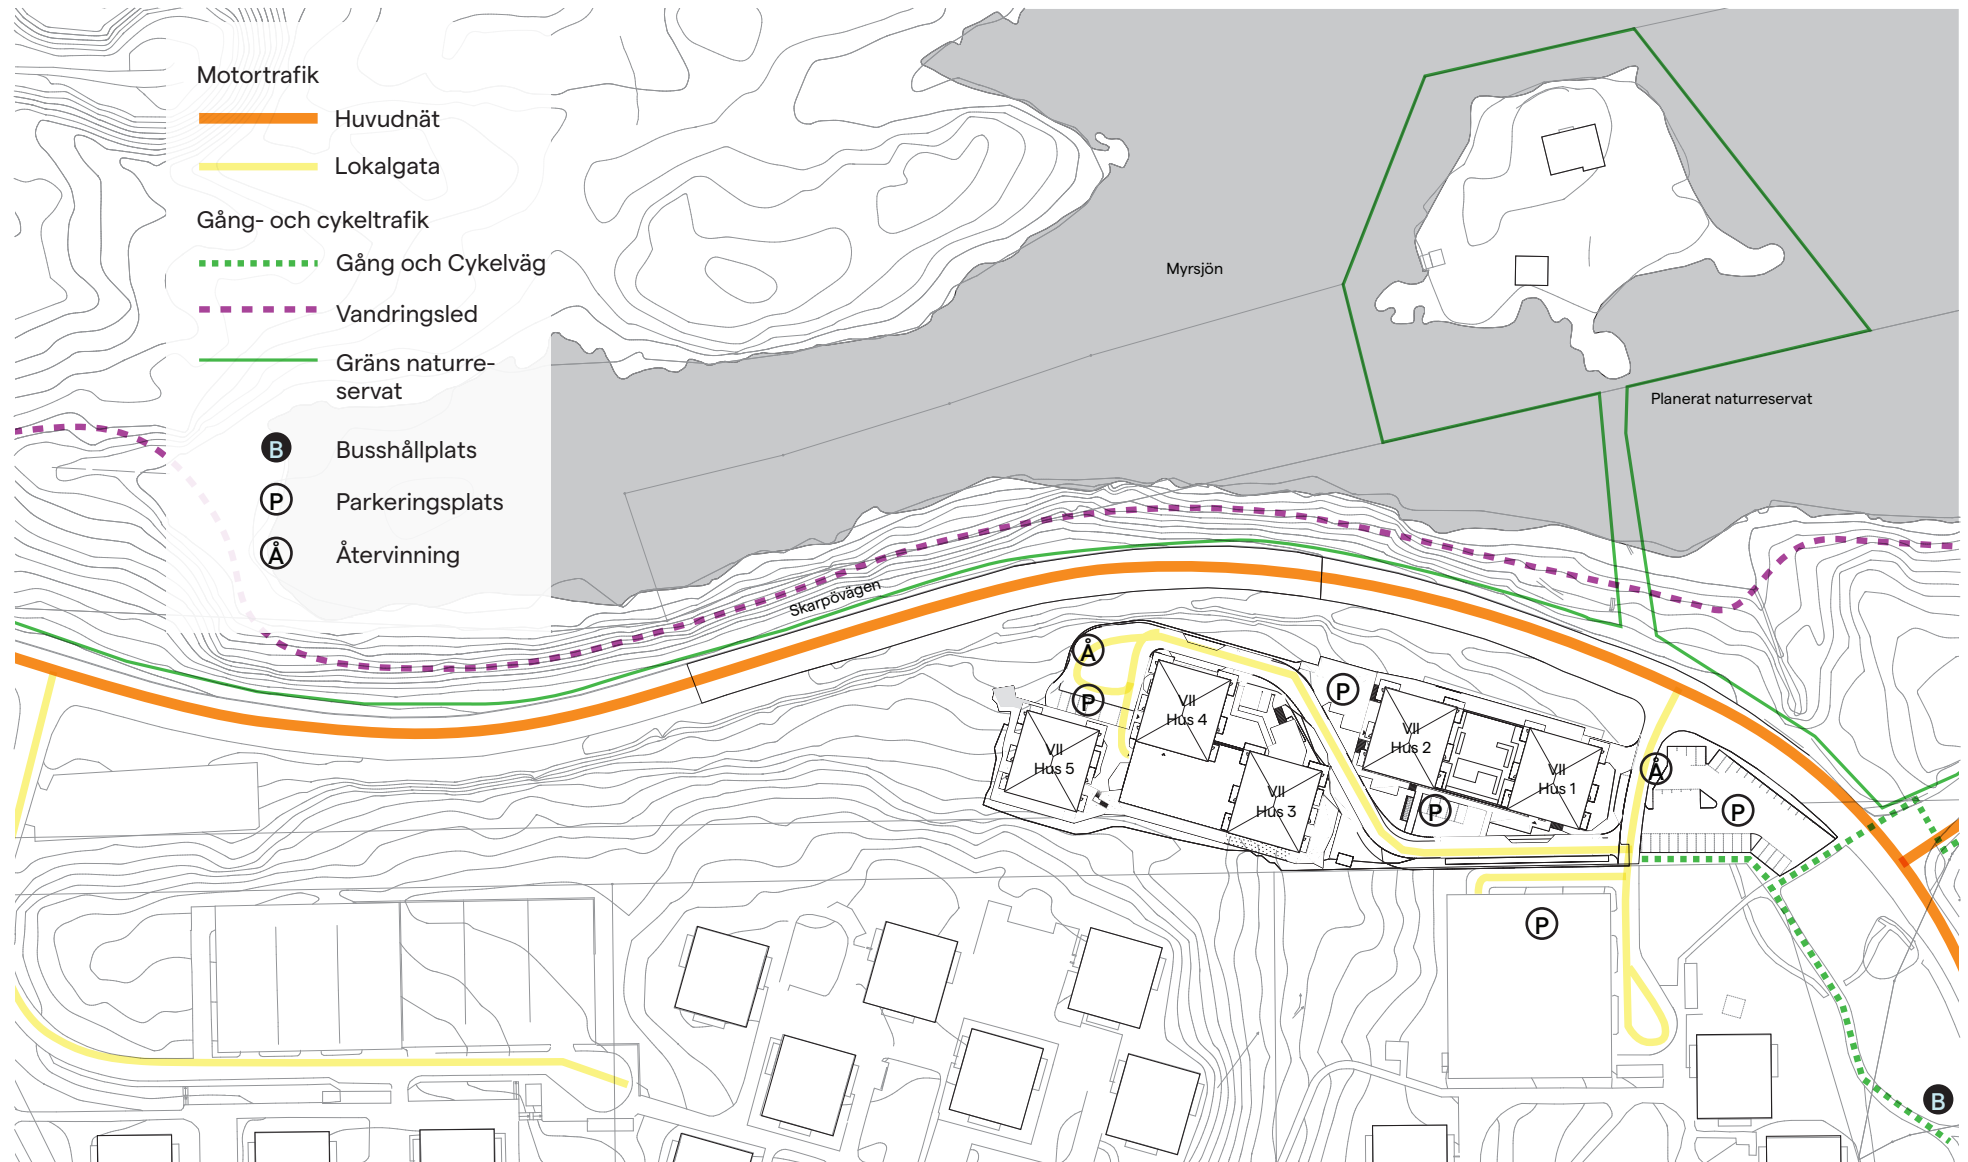 Motortrafik
Huvudnät
Lokalgata
Gång- och cykeltrafik
Gång och Cykelväg
Vandringsled
Gräns naturre-
servat
B Busshållplats
P Parkeringsplats
Å Återvinning
Myrsjön
Planerat naturreservat
Skarpövägen
Å
P
P
VII
Hus 4
VII
Hus 5
VII
Hus 2
VII
Hus 1
VII
Hus 3
Å
P
P
P
B